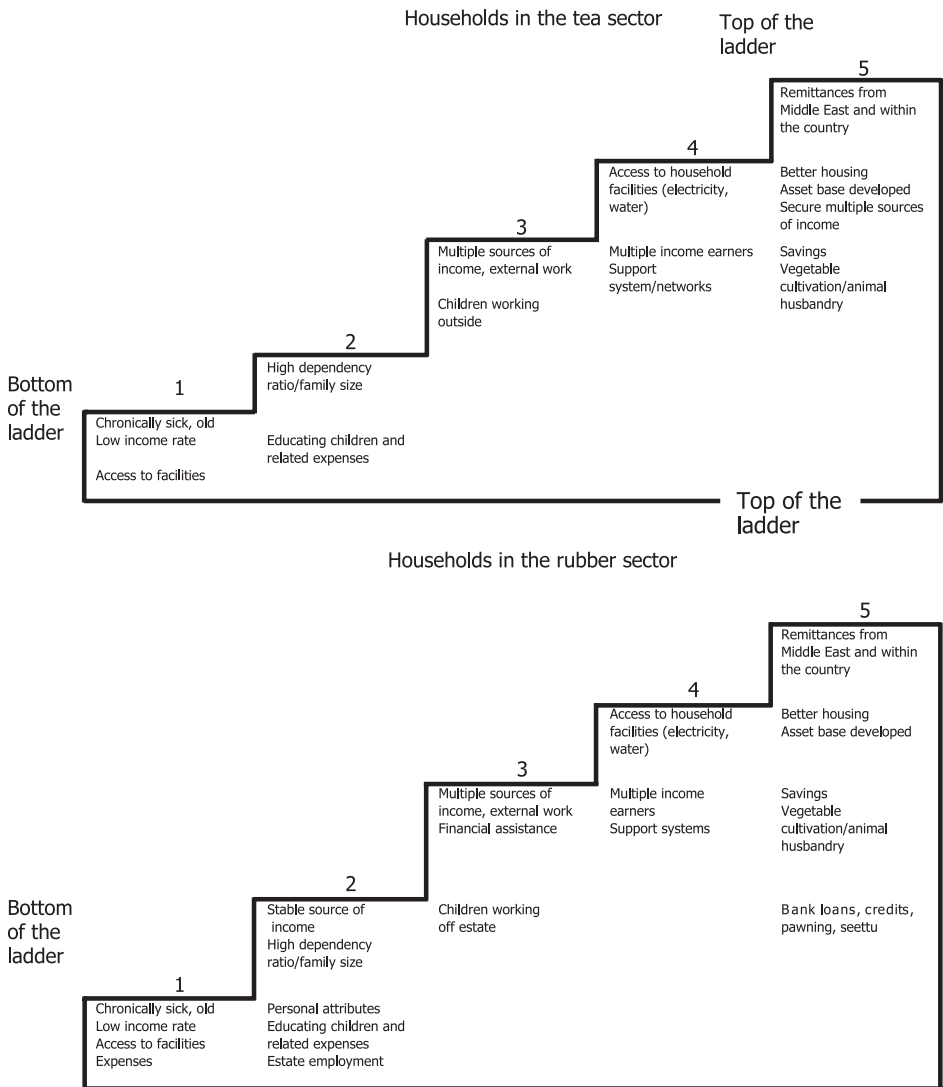 Households in the tea sector
Top of the
ladder
5
Remittances from
Middle East and within
the country
Better housing
Asset base developed
Secure multiple sources
of income
Savings
Vegetable
cultivation/animal
husbandry
4
Access to household
facilities (electricity,
water)
Multiple income earners
Support
system/networks
3
Multiple sources of
income, external work
Children working
outside
2
High dependency
ratio/family size
Educating children and
related expenses
Bottom
of the
ladder
1
Chronically sick, old
Low income rate
Access to facilities
Top of the
ladder
Households in the rubber sector
5
Remittances from
Middle East and within
the country
Better housing
Asset base developed
Savings
Vegetable
cultivation/animal
husbandry
Bank loans, credits,
pawning, seettu
4
Access to household
facilities (electricity,
water)
Multiple income
earners
Support systems
3
Multiple sources of
income, external work
Financial assistance
Children working
off estate
2
Stable source of
income
High dependency
ratio/family size
Personal attributes
Educating children and
related expenses
Estate employment
Bottom
of the
ladder
1
Chronically sick, old
Low income rate
Access to facilities
Expenses